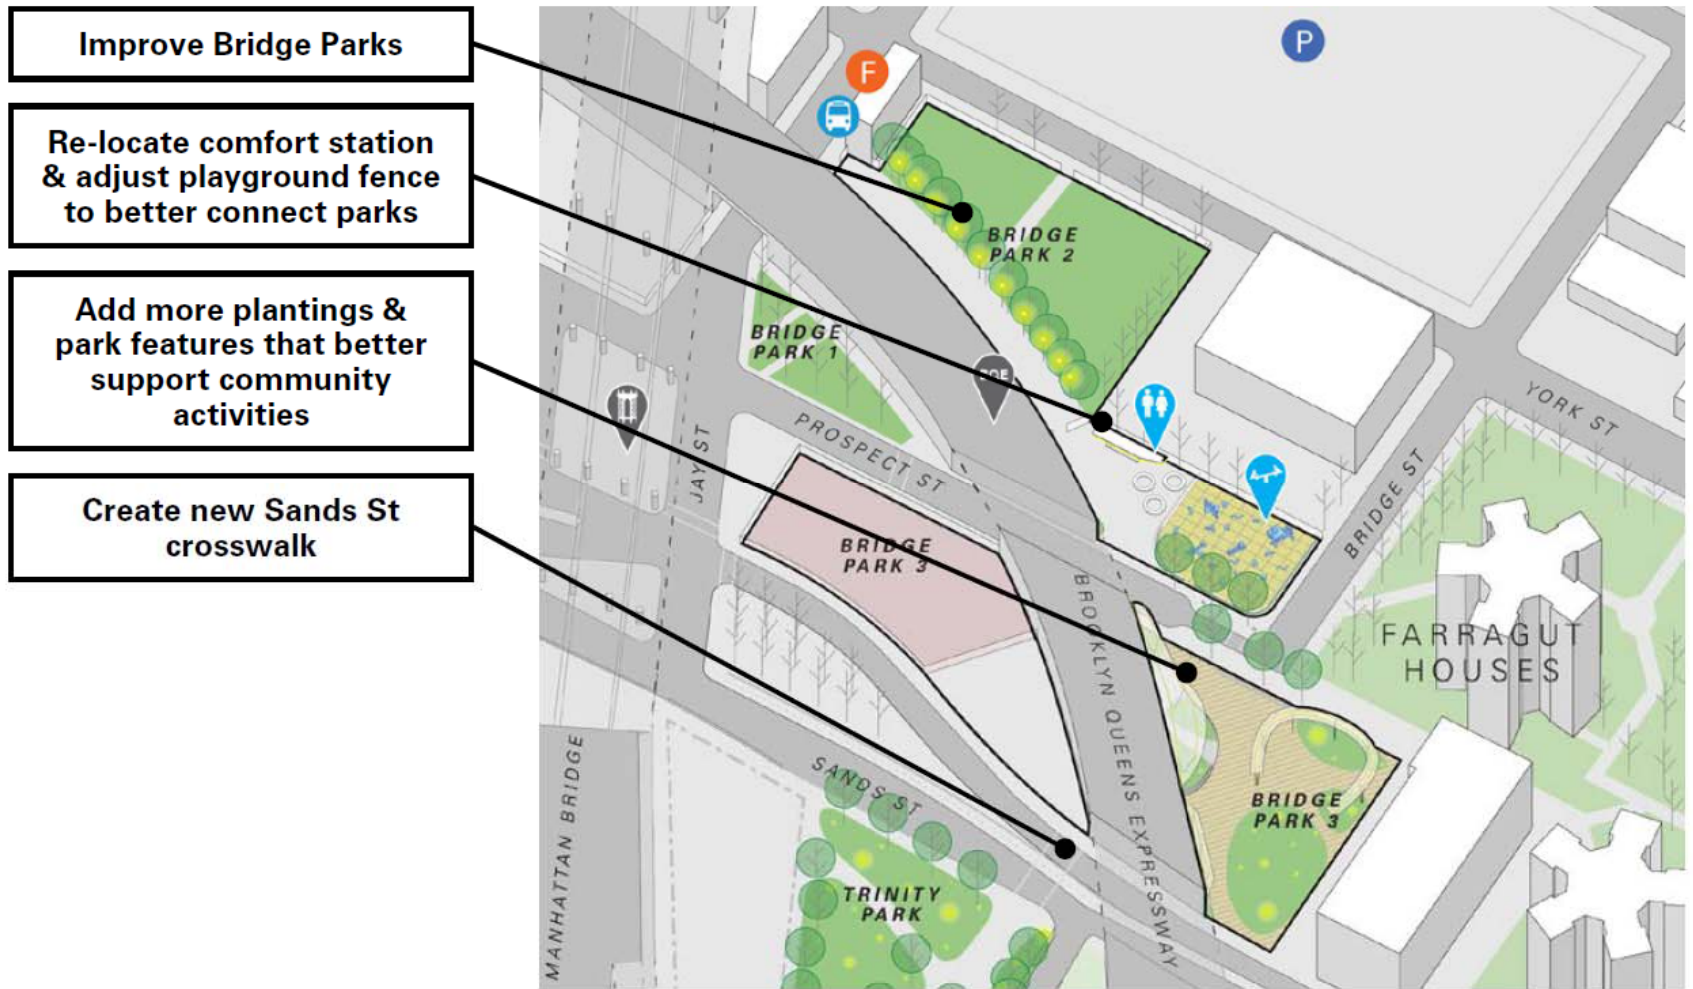 Improve Bridge Parks
Re-locate comfort station
& adjust playground fence
to better connect parks
Add more plantings &
park features that better
support community
activities
Create new Sands St
crosswalk
P
F
BRIDGE
PARK 2
BRIDGE
PARK 1
BQE
YORK ST
PROSPECT ST
JAY ST
BRIDGE ST
BRIDGE
PARK 3
BROOKLYN QUEENS EXPRESSWAY
FARRAGUT
HOUSES
SANDS ST
MANHATTAN BRIDGE
BRIDGE
PARK 3
TRINITY
PARK